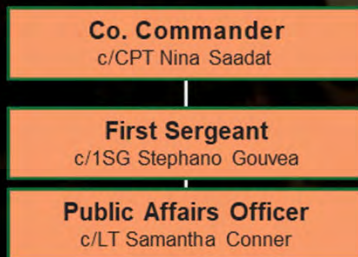 Co. Commander
c/CPT Nina Saadat
First Sergeant
c/1SG Stephano Gouvea
Public Affairs Officer
c/LT Samantha Conner